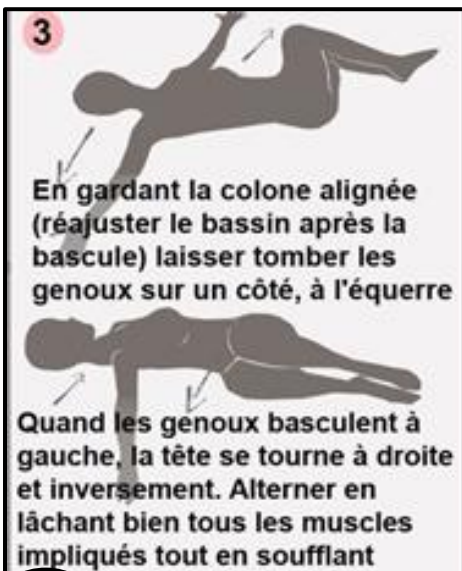 3
En gardant la colone alignée
(réajuster le bassin après la
bascule) laisser tomber les
genoux sur un côté, à l'équerre
Quand les genoux basculent à
gauche, la tête se tourne à droite
et inversement. Alterner en
lâchant bien tous les muscles
impliqués tout en soufflant